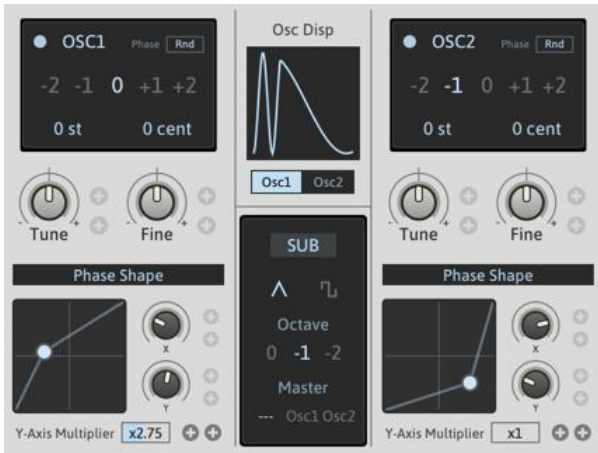 OSC1 Phase Rnd
-2 -1 0 +1 +2
0 st 0 cent
- + - +
Tune Fine
Phase Shape
X
Y
Y-Axis Multiplier x2.75
Osc Disp
Osc1 Osc2
SUB
Octave
0 -1 -2
Master
--- Osc1 Osc2
OSC2 Phase Rnd
-2 -1 0 +1 +2
0 st 0 cent
- + - +
Tune Fine
Phase Shape
X
Y
Y-Axis Multiplier x1